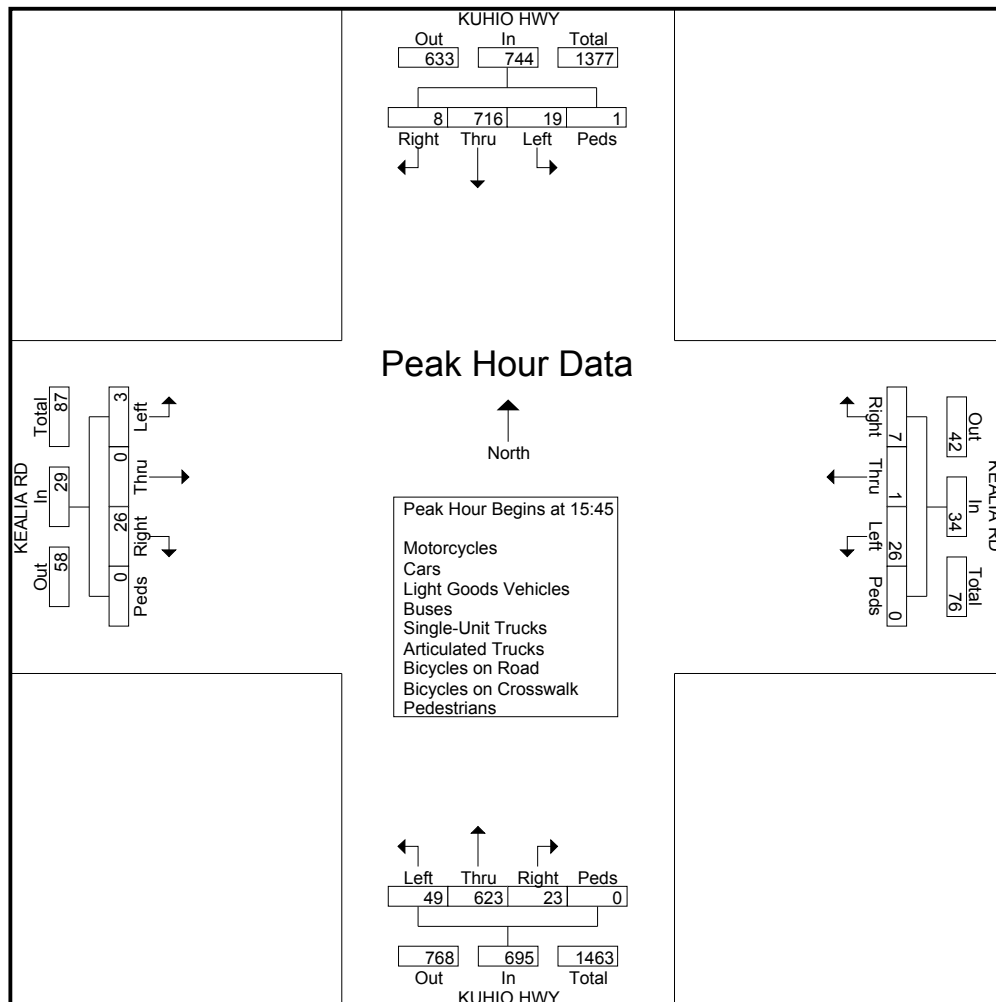 KUHIO HWY
Out In Total
633 744 1377
8 716 19 1
Right Thru Left Peds
Peak Hour Data
North
Peak Hour Begins at 15:45
Motorcycles
Cars
Light Goods Vehicles
Buses
Single-Unit Trucks
Articulated Trucks
Bicycles on Road
Bicycles on Crosswalk
Pedestrians
KEALIA RD
Out In Total
58 29 87
0 26 0 3
Peds Right Thru Left
KEALIA RD
Out In Total
42 34 76
7 1 26 0
Right Thru Left Peds
Left Thru Right Peds
49 623 23 0
768 695 1463
Out In Total
KUHIO HWY